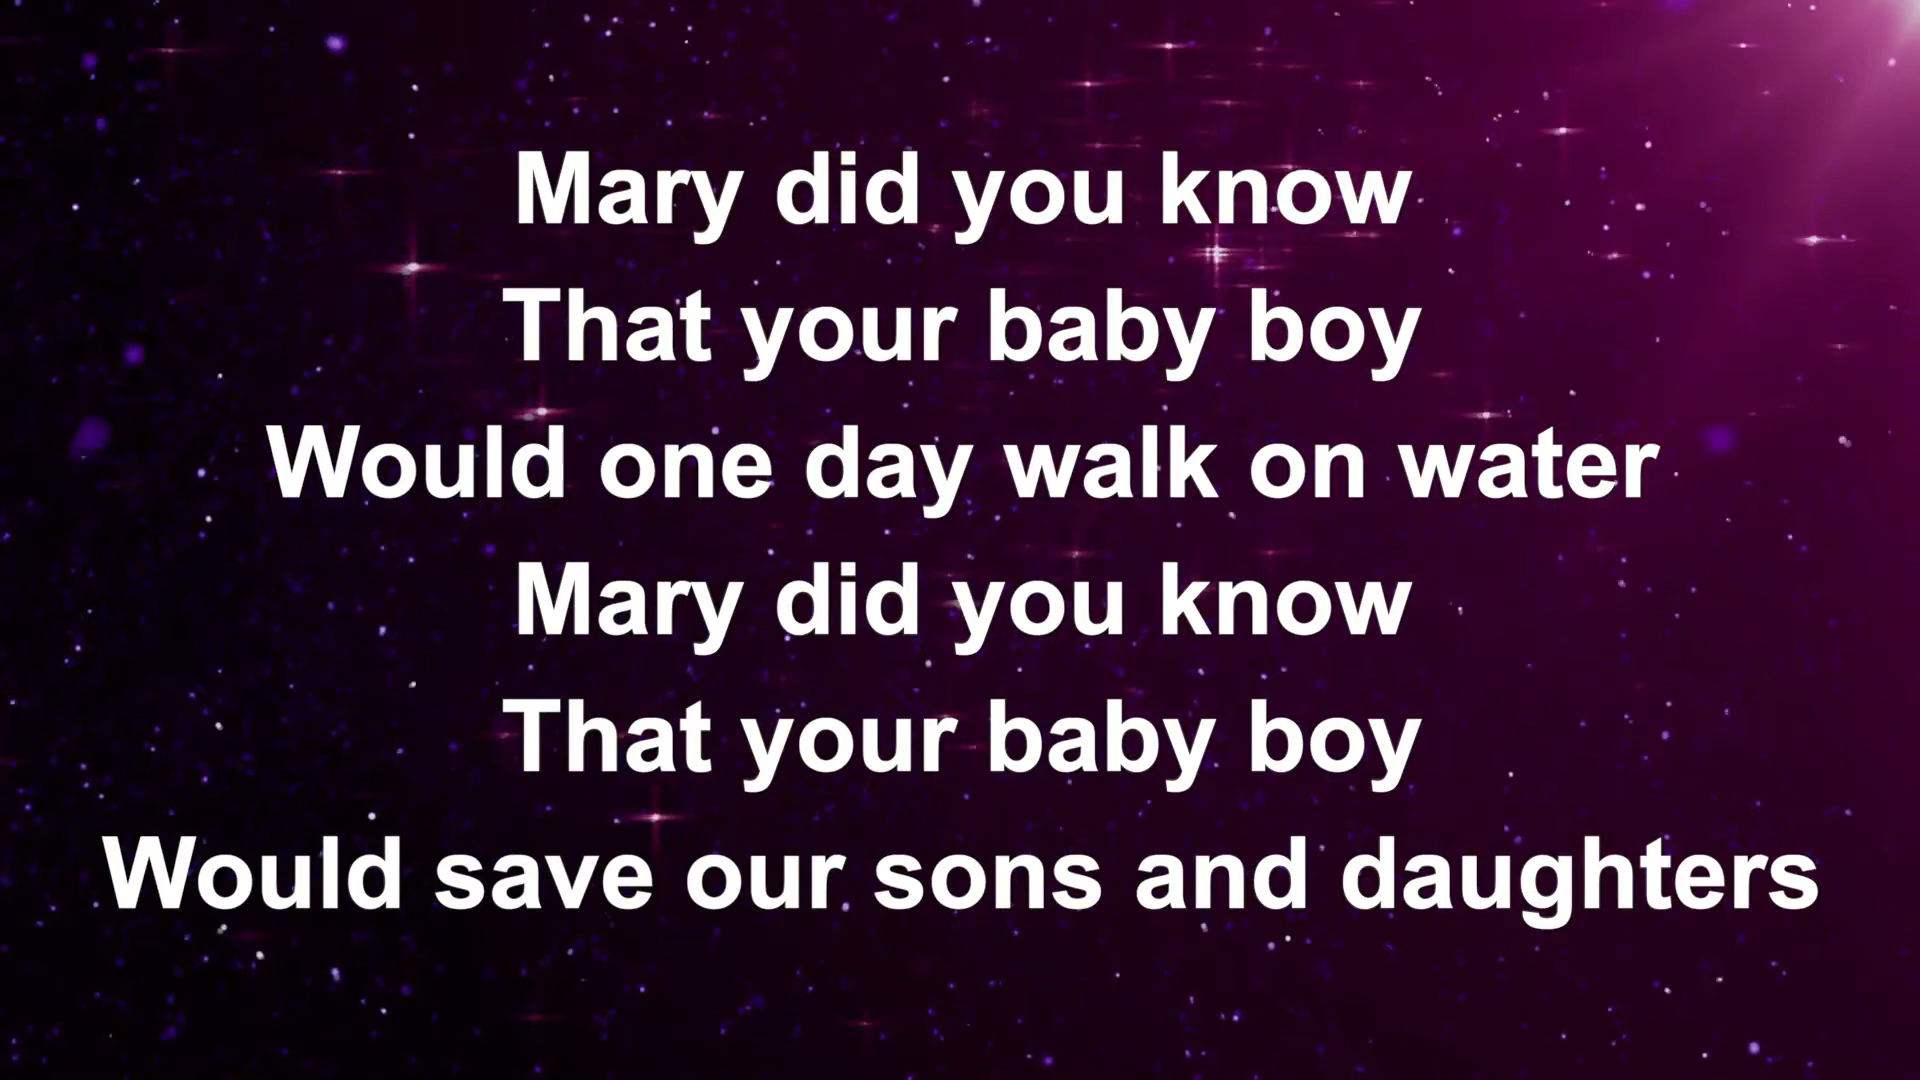 Mary did you know
That your baby boy
Would one day walk on water
Mary did you know
That your baby boy
Would save our sons and daughters